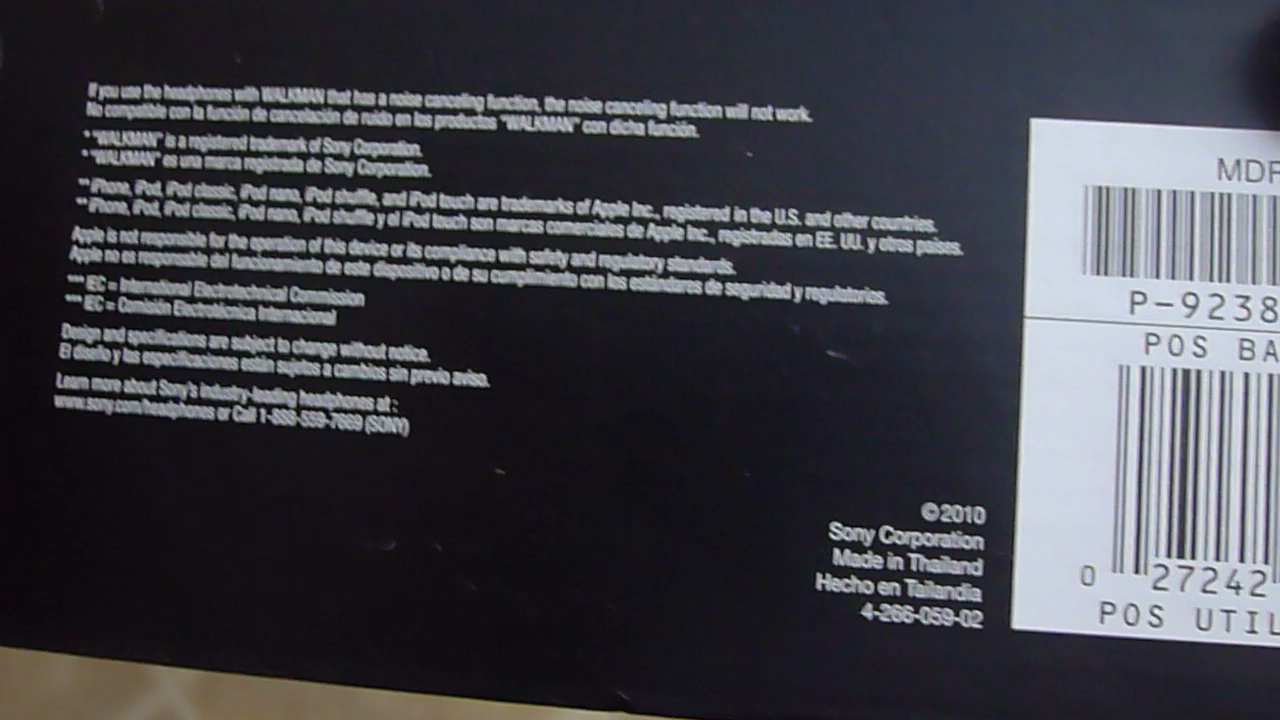 If you use the headphones with WALKMAN that has a noise canceling function, the noise canceling function will not work.
No compatible con la función de cancelación de ruido en los productos "WALKMAN" con dicha función.
* "WALKMAN" is a registered trademark of Sony Corporation.
* "WALKMAN" es una marca registrada de Sony Corporation.
** iPhone, iPod, iPod classic, iPod nano, iPod shuffle, and iPod touch are trademarks of Apple Inc., registered in the U.S. and other countries.
** iPhone, iPod, iPod classic, iPod nano, iPod shuffle y el iPod touch son marcas comerciales de Apple Inc., registradas en EE. UU. y otros países.
Apple is not responsible for the operation of this device or its compliance with safety and regulatory standards.
Apple no es responsable del funcionamiento de este dispositivo o de su cumplimiento con los estándares de seguridad y regulatorios.
*** IEC = International Electrotechnical Commission
*** IEC = Comisión Electrotécnica Internacional
Design and specifications are subject to change without notice.
El diseño y las especificaciones están sujetos a cambios sin previo aviso.
Learn more about Sony's industry-leading headphones at :
www.sony.com/headphones or Call 1-888-559-7669 (SONY)
©2010
Sony Corporation
Made in Thailand
Hecho en Tailandia
4-266-059-02
MDR
P-9238
POS BA
0 27242
POS UTIL